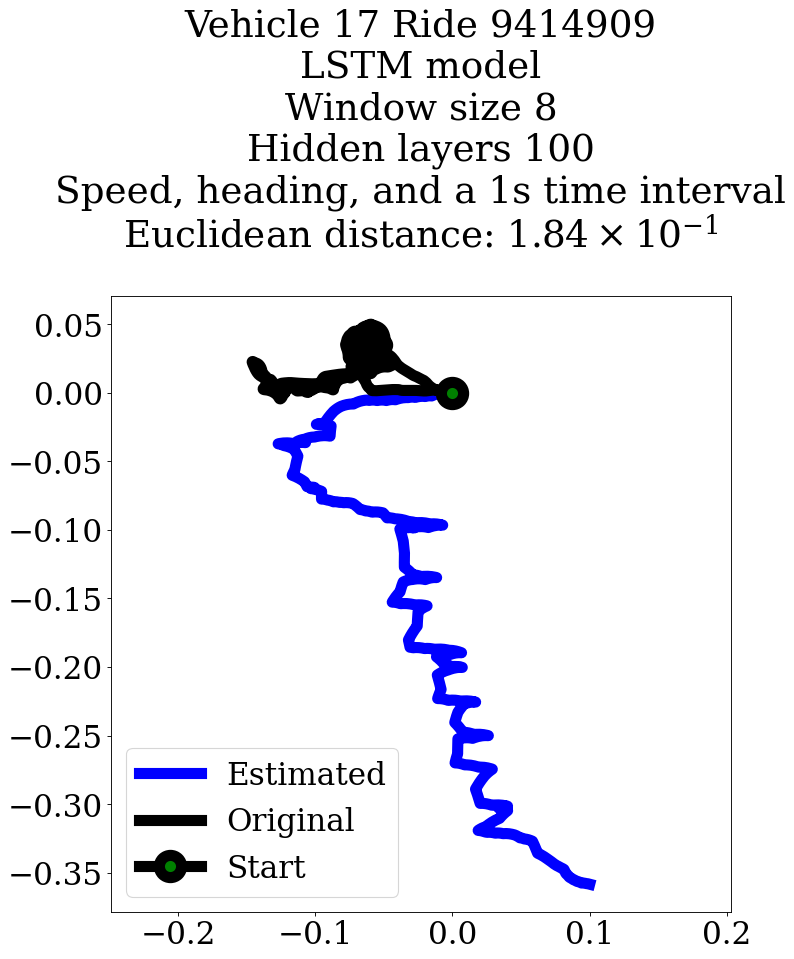 Vehicle 17 Ride 9414909
LSTM model
Window size 8
Hidden layers 100
Speed, heading, and a 1s time interval
Euclidean distance: 1.84 × 10⁻¹
0.05
0.00
−0.05
−0.10
−0.15
−0.20
−0.25
−0.30
−0.35
Estimated
Original
Start
−0.2 −0.1 0.0 0.1 0.2